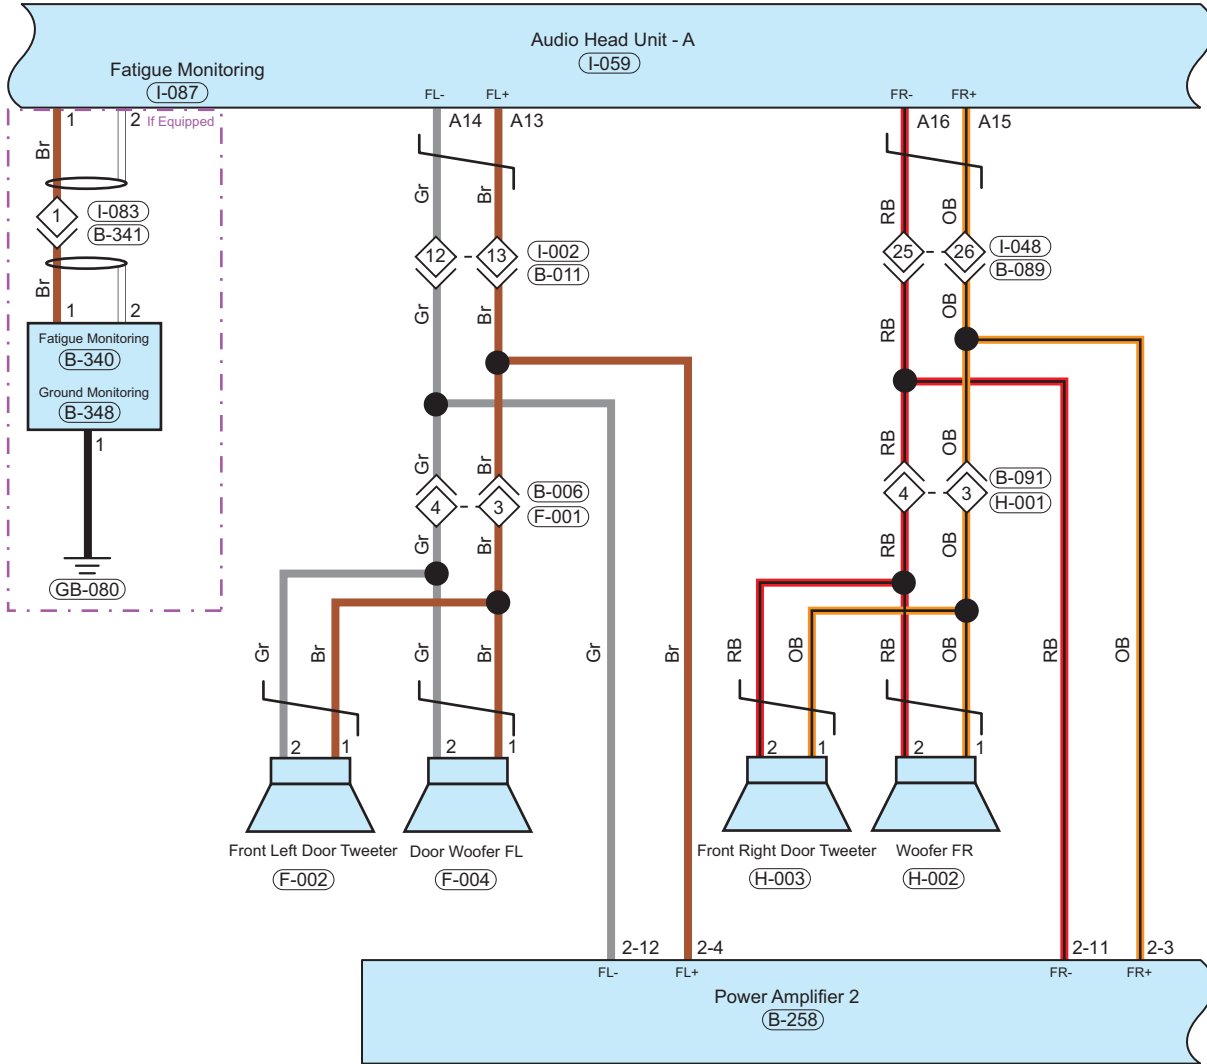 Audio Head Unit - A
I-059
Fatigue Monitoring
I-087
FL- FL+ FR- FR+
1 2 If Equipped A14 A13 A16 A15
Br
Gr Br RB OB
1 I-083
B-341
12 13 I-002
B-011
25 26 I-048
B-089
Br
1 2
Gr Br RB OB
Fatigue Monitoring
B-340
Ground Monitoring
B-348
1
Gr Br RB OB
4 3 B-006
F-001
4 3 B-091
H-001
Gr Br RB OB
GB-080
Gr Br Gr Br Gr Br RB OB RB OB RB OB
2 1 2 1 2 1 2 1
Front Left Door Tweeter
F-002
Door Woofer FL
F-004
Front Right Door Tweeter
H-003
Woofer FR
H-002
2-12 2-4 2-11 2-3
FL- FL+ FR- FR+
Power Amplifier 2
B-258